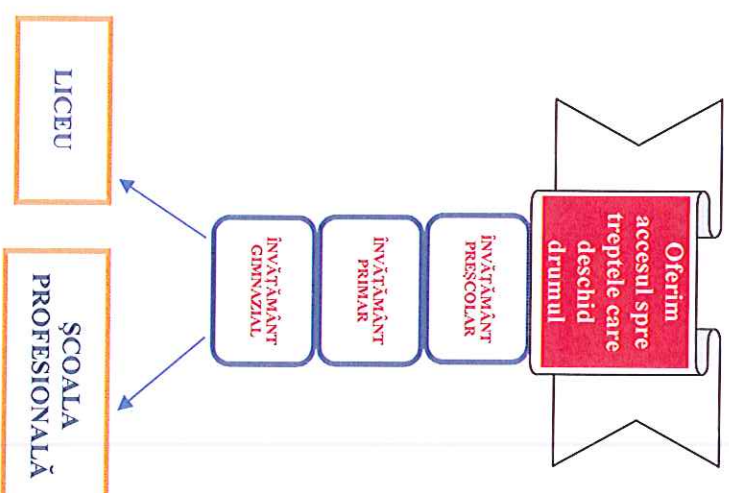 Oferim
accesul spre
treptele care
deschid
drumul
ÎNVĂȚĂMÂNT
PREȘCOLAR
ÎNVĂȚĂMÂNT
PRIMAR
ÎNVĂȚĂMÂNT
GIMNAZIAL
LICEU
ȘCOALA
PROFESIONALĂ